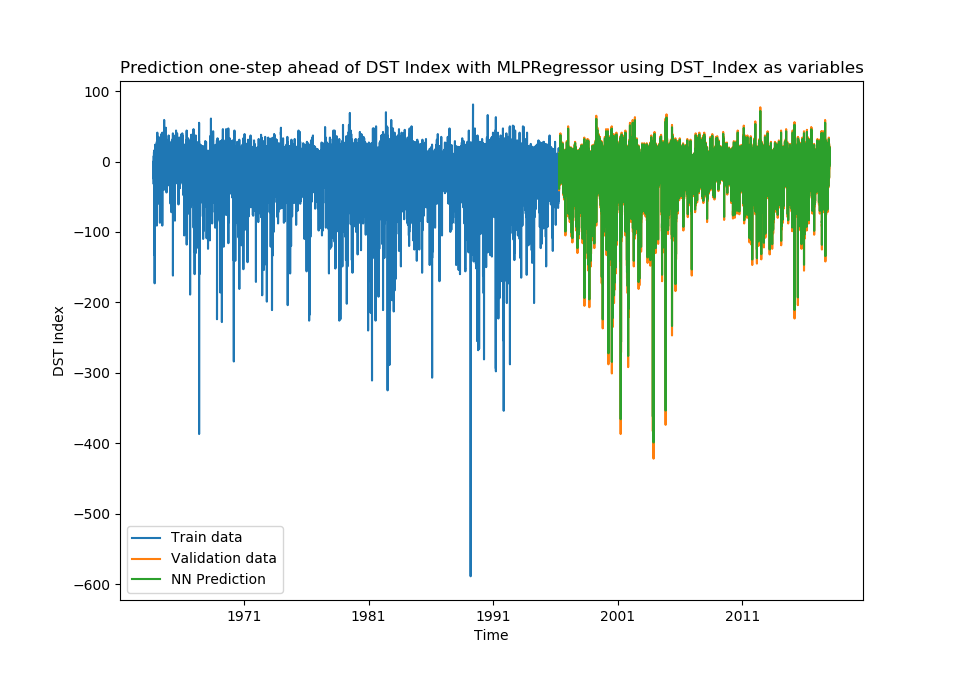 Prediction one-step ahead of DST Index with MLPRegressor using DST_Index as variables
100
0
−100
−200
−300
−400
−500
−600
DST Index
Train data
Validation data
NN Prediction
1971
1981
1991
2001
2011
Time